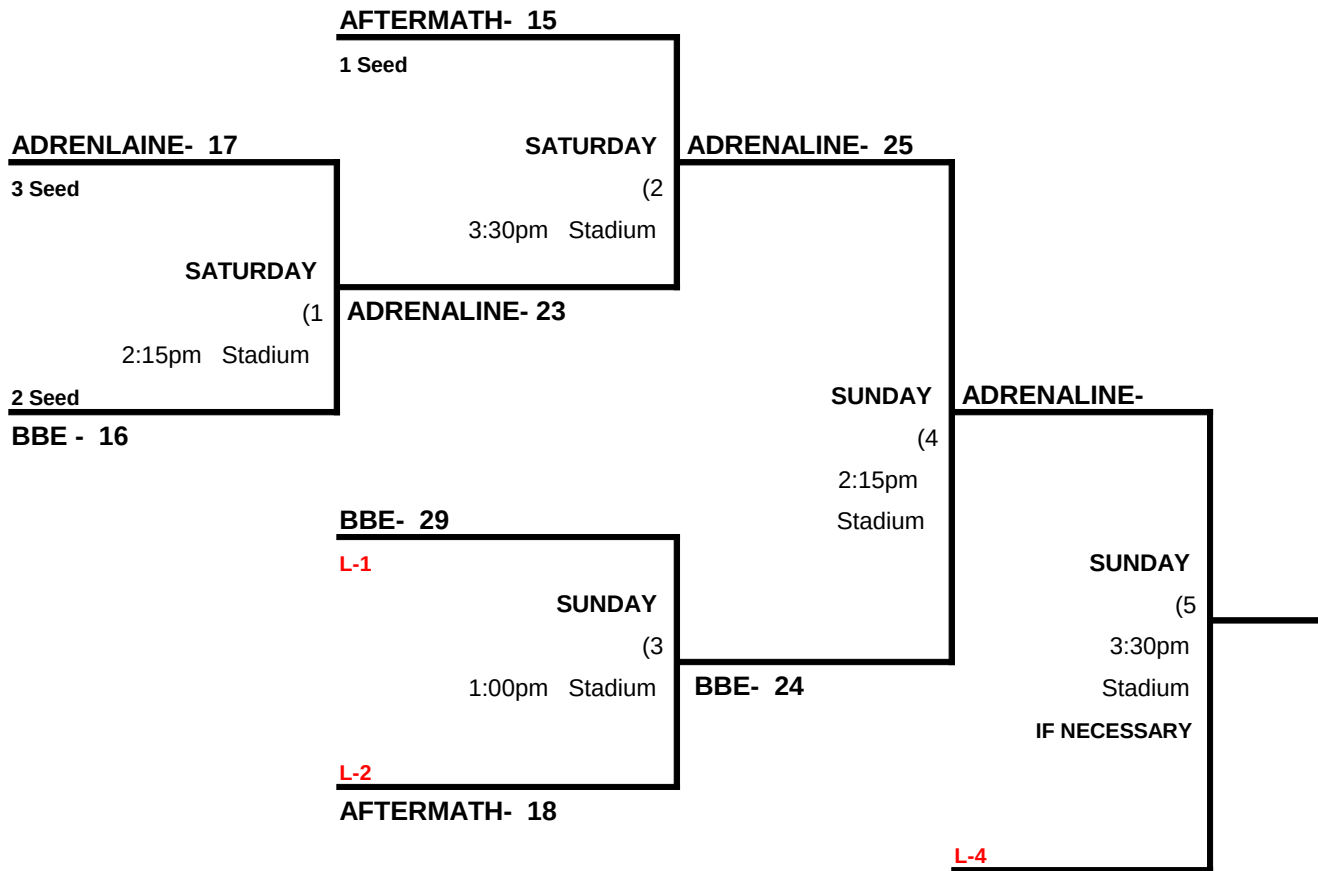 AFTERMATH-  15
1 Seed
ADRENLAINE-  17
3 Seed
SATURDAY
(2
3:30pm   Stadium
ADRENALINE-  25
SATURDAY
(1
2:15pm   Stadium
ADRENALINE- 23
2 Seed
BBE -  16
SUNDAY
(4
2:15pm
Stadium
ADRENALINE-
BBE-  29
L-1
SUNDAY
(3
1:00pm   Stadium
BBE-  24
L-2
AFTERMATH-  18
SUNDAY
(5
3:30pm
Stadium
IF NECESSARY
L-4